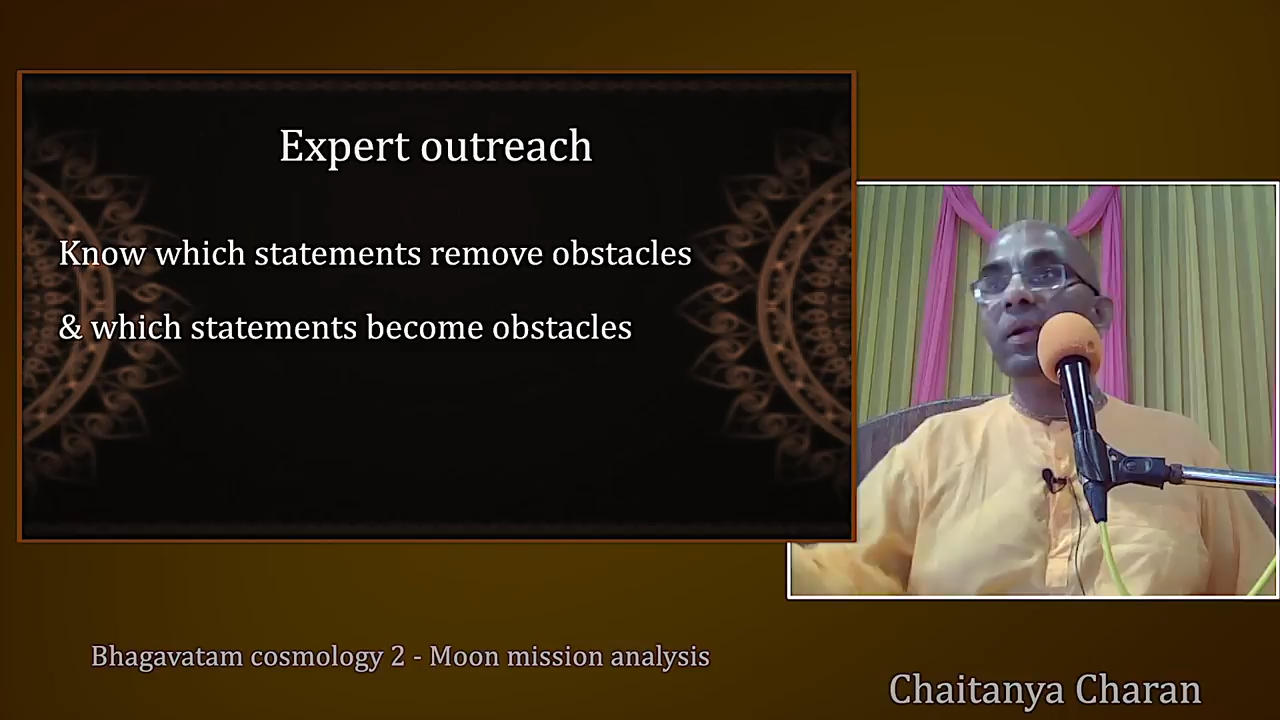 Expert outreach
Know which statements remove obstacles
& which statements become obstacles
Bhagavatam cosmology 2 - Moon mission analysis
Chaitanya Charan